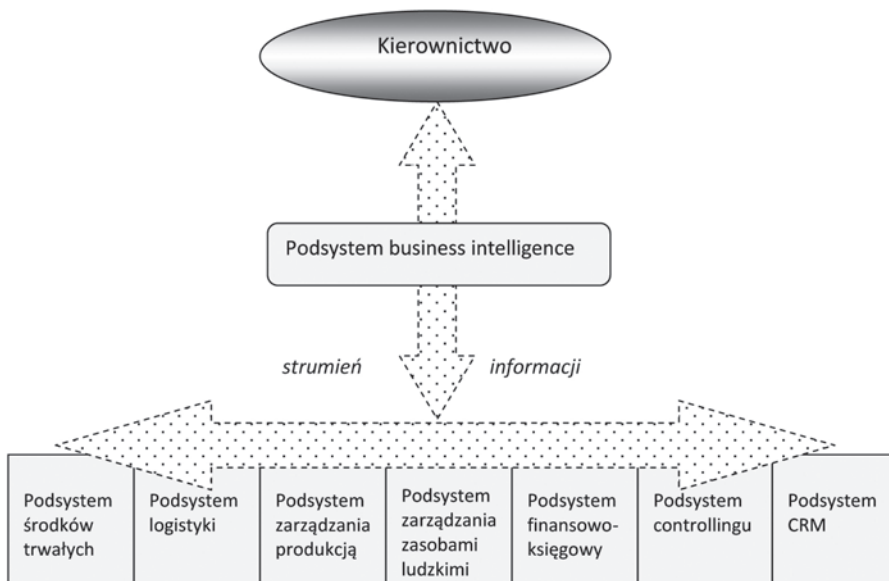 Kierownictwo
Podsystem business intelligence
strumień informacji
Podsystem
środków
trwałych
Podsystem
logistyki
Podsystem
zarządzania
produkcją
Podsystem
zarządzania
zasobami
ludzkimi
Podsystem
finansowo-
księgowy
Podsystem
controllingu
Podsystem
CRM